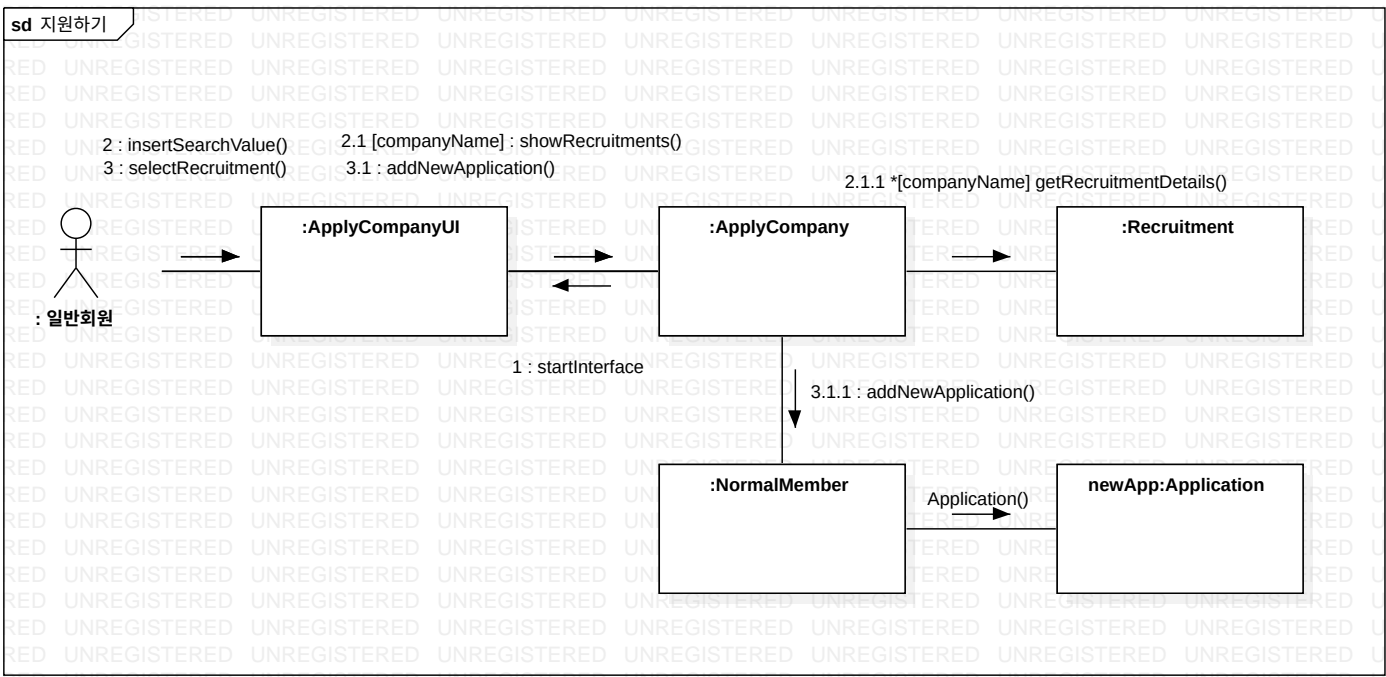 sd 지원하기
2 : insertSearchValue()
3 : selectRecruitment()
2.1 [companyName] : showRecruitments()
3.1 : addNewApplication()
2.1.1 *[companyName] getRecruitmentDetails()
: 일반회원
:ApplyCompanyUI
:ApplyCompany
:Recruitment
1 : startInterface
3.1.1 : addNewApplication()
:NormalMember
Application()
newApp:Application
UNREGISTERED